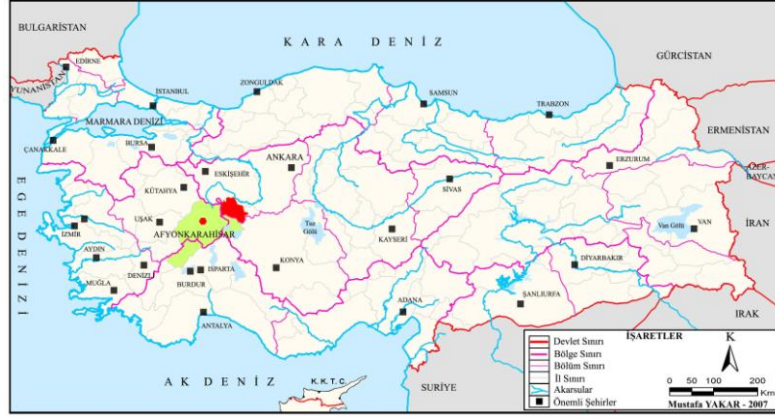 BULGARİSTAN
KARA DENİZ
GÜRCİSTAN
EDİRNE
YUNANİSTAN
İSTANBUL
ZONGULDAK
SAMSUN
TRABZON
MARMARA DENİZİ
ERMENİSTAN
ÇANAKKALE
BURSA
ANKARA
ERZURUM
AZER-
BAYCAN
ESKİŞEHİR
SİVAS
KÜTAHYA
EGE DENİZİ
UŞAK
AFYONKARAHİSAR
Tuz
Gölü
KAYSERİ
Van Gölü
VAN
İRAN
İZMİR
AYDIN
DENİZLİ
ISPARTA
KONYA
DİYARBAKIR
MUĞLA
BURDUR
ADANA
ŞANLIURFA
IRAK
ANTALYA
AK DENİZ
K. K. T. C.
SURİYE
İŞARETLER
Devlet Sınırı
Bölge Sınırı
Bölüm Sınırı
İl Sınırı
Akarsular
Önemli Şehirler
K
0 50 100 200
Km
Mustafa YAKAR - 2007